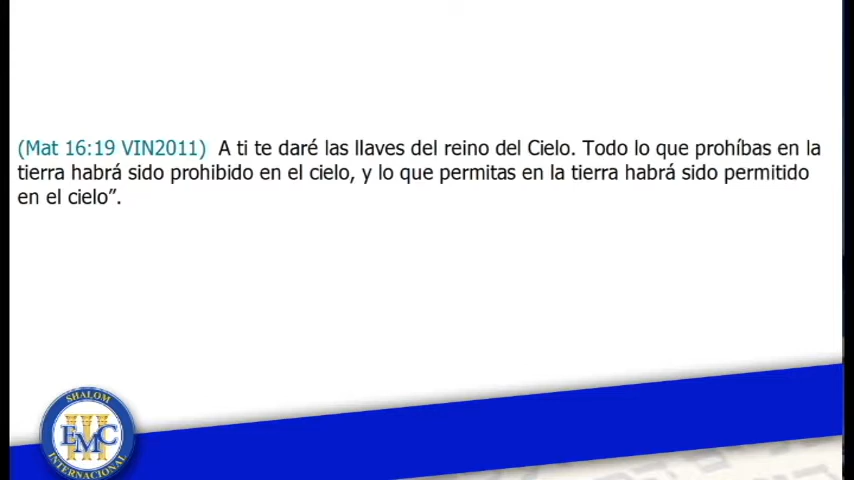 (Mat 16:19 VIN2011) A ti te daré las llaves del reino del Cielo. Todo lo que prohíbas en la
tierra habrá sido prohibido en el cielo, y lo que permitas en la tierra habrá sido permitido
en el cielo”.
SHALOM
EMC
INTERNACIONAL